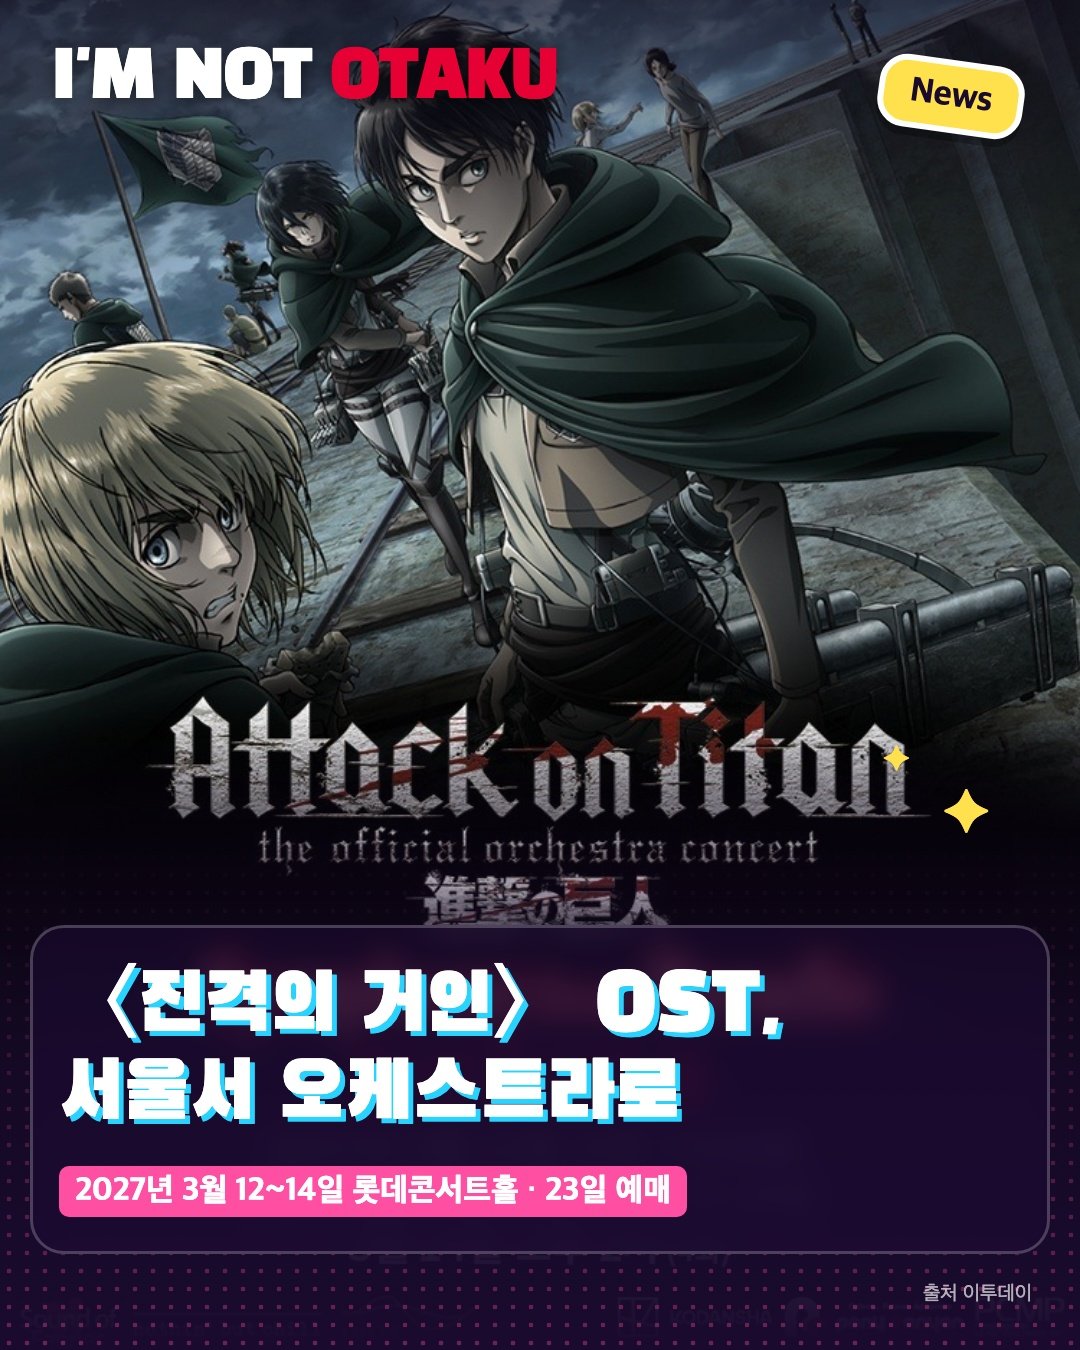 I'M NOT OTAKU
News
Attack on Titan
the official orchestra concert
進撃の巨人
〈진격의 거인〉 OST,
서울서 오케스트라로
2027년 3월 12~14일 롯데콘서트홀 · 23일 예매
출처 이투데이